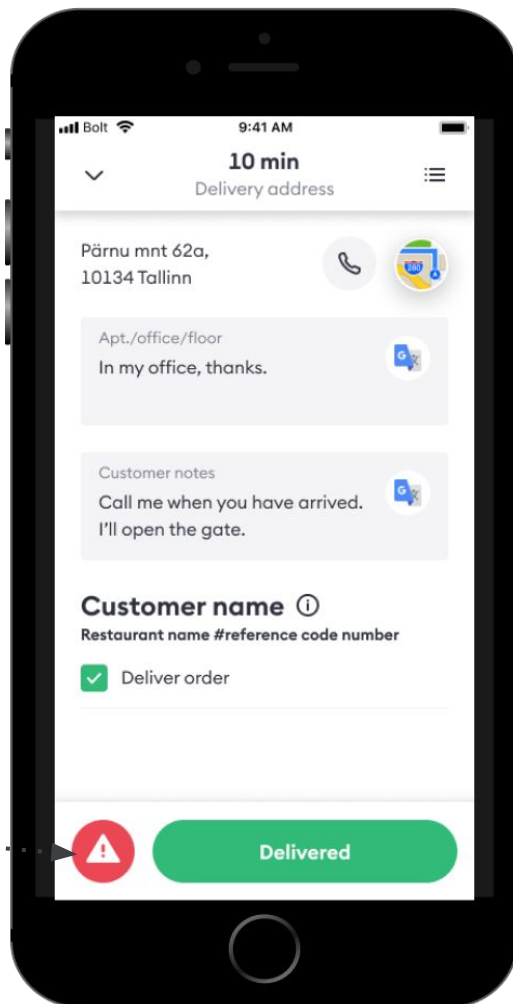 Bolt 9:41 AM
10 min
Delivery address
Pärnu mnt 62a,
10134 Tallinn
280
Apt./office/floor
In my office, thanks.
G
Customer notes
Call me when you have arrived.
I'll open the gate.
G
Customer name
Restaurant name #reference code number
Deliver order
Delivered